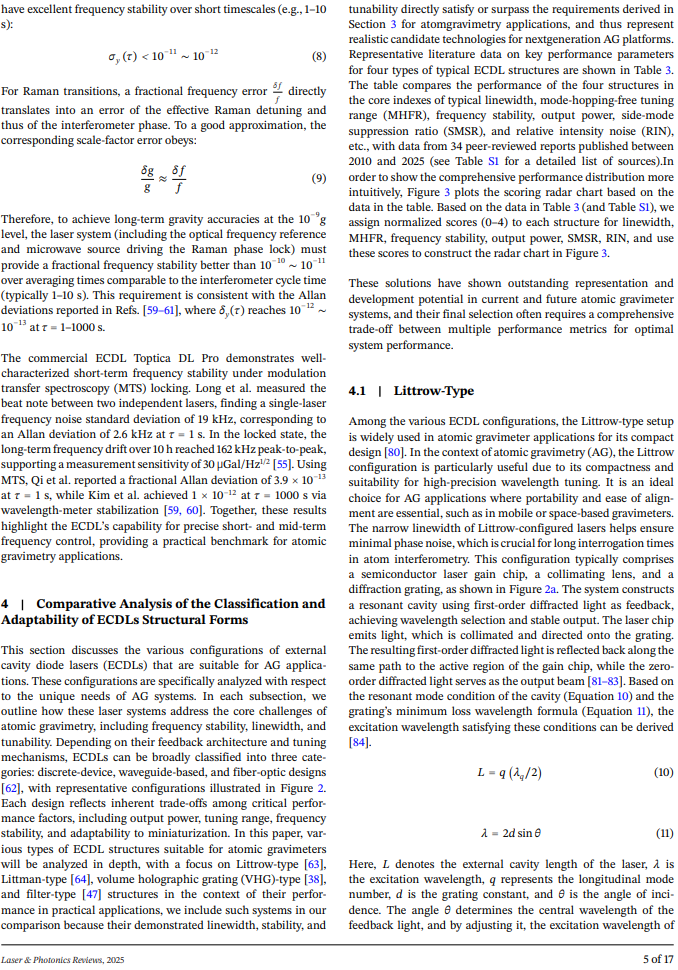 have excellent frequency stability over short timescales (e.g., 1–10
s):
σy(τ) < 10⁻¹¹ ∼ 10⁻¹² (8)
For Raman transitions, a fractional frequency error δf/f directly
translates into an error of the effective Raman detuning and
thus of the interferometer phase. To a good approximation, the
corresponding scale-factor error obeys:
δg/g ≈ δf/f (9)
Therefore, to achieve long-term gravity accuracies at the 10⁻⁹g
level, the laser system (including the optical frequency reference
and microwave source driving the Raman phase lock) must
provide a fractional frequency stability better than 10⁻¹⁰ ∼ 10⁻¹¹
over averaging times comparable to the interferometer cycle time
(typically 1–10 s). This requirement is consistent with the Allan
deviations reported in Refs. [59–61], where δy(τ) reaches 10⁻¹² ∼
10⁻¹³ at τ = 1–1000 s.
The commercial ECDL Toptica DL Pro demonstrates well-
characterized short-term frequency stability under modulation
transfer spectroscopy (MTS) locking. Long et al. measured the
beat note between two independent lasers, finding a single-laser
frequency noise standard deviation of 19 kHz, corresponding to
an Allan deviation of 2.6 kHz at τ = 1 s. In the locked state, the
long-term frequency drift over 10 h reached 162 kHz peak-to-peak,
supporting a measurement sensitivity of 30 μGal/Hz¹/² [55]. Using
MTS, Qi et al. reported a fractional Allan deviation of 3.9 × 10⁻¹³
at τ = 1 s, while Kim et al. achieved 1 × 10⁻¹² at τ = 1000 s via
wavelength-meter stabilization [59, 60]. Together, these results
highlight the ECDL's capability for precise short- and mid-term
frequency control, providing a practical benchmark for atomic
gravimetry applications.
4 | Comparative Analysis of the Classification and
Adaptability of ECDLs Structural Forms
This section discusses the various configurations of external
cavity diode lasers (ECDLs) that are suitable for AG applica-
tions. These configurations are specifically analyzed with respect
to the unique needs of AG systems. In each subsection, we
outline how these laser systems address the core challenges of
atomic gravimetry, including frequency stability, linewidth, and
tunability. Depending on their feedback architecture and tuning
mechanisms, ECDLs can be broadly classified into three cate-
gories: discrete-device, waveguide-based, and fiber-optic designs
[62], with representative configurations illustrated in Figure 2.
Each design reflects inherent trade-offs among critical perfor-
mance factors, including output power, tuning range, frequency
stability, and adaptability to miniaturization. In this paper, var-
ious types of ECDL structures suitable for atomic gravimeters
will be analyzed in depth, with a focus on Littrow-type [63],
Littman-type [64], volume holographic grating (VHG)-type [38],
and filter-type [47] structures in the context of their perfor-
mance in practical applications, we include such systems in our
comparison because their demonstrated linewidth, stability, and
tunability directly satisfy or surpass the requirements derived in
Section 3 for atomgravimetry applications, and thus represent
realistic candidate technologies for nextgeneration AG platforms.
Representative literature data on key performance parameters
for four types of typical ECDL structures are shown in Table 3.
The table compares the performance of the four structures in
the core indexes of typical linewidth, mode-hopping-free tuning
range (MHFR), frequency stability, output power, side-mode
suppression ratio (SMSR), and relative intensity noise (RIN),
etc., with data from 34 peer-reviewed reports published between
2010 and 2025 (see Table S1 for a detailed list of sources).In
order to show the comprehensive performance distribution more
intuitively, Figure 3 plots the scoring radar chart based on the
data in the table. Based on the data in Table 3 (and Table S1), we
assign normalized scores (0–4) to each structure for linewidth,
MHFR, frequency stability, output power, SMSR, RIN, and use
these scores to construct the radar chart in Figure 3.
These solutions have shown outstanding representation and
development potential in current and future atomic gravimeter
systems, and their final selection often requires a comprehensive
trade-off between multiple performance metrics for optimal
system performance.
4.1 | Littrow-Type
Among the various ECDL configurations, the Littrow-type setup
is widely used in atomic gravimeter applications for its compact
design [80]. In the context of atomic gravimetry (AG), the Littrow
configuration is particularly useful due to its compactness and
suitability for high-precision wavelength tuning. It is an ideal
choice for AG applications where portability and ease of align-
ment are essential, such as in mobile or space-based gravimeters.
The narrow linewidth of Littrow-configured lasers helps ensure
minimal phase noise, which is crucial for long interrogation times
in atom interferometry. This configuration typically comprises
a semiconductor laser gain chip, a collimating lens, and a
diffraction grating, as shown in Figure 2a. The system constructs
a resonant cavity using first-order diffracted light as feedback,
achieving wavelength selection and stable output. The laser chip
emits light, which is collimated and directed onto the grating.
The resulting first-order diffracted light is reflected back along the
same path to the active region of the gain chip, while the zero-
order diffracted light serves as the output beam [81–83]. Based on
the resonant mode condition of the cavity (Equation 10) and the
grating's minimum loss wavelength formula (Equation 11), the
excitation wavelength satisfying these conditions can be derived
[84].
L = q (λq/2) (10)
λ = 2d sin θ (11)
Here, L denotes the external cavity length of the laser, λ is
the excitation wavelength, q represents the longitudinal mode
number, d is the grating constant, and θ is the angle of inci-
dence. The angle θ determines the central wavelength of the
feedback light, and by adjusting it, the excitation wavelength of
Laser & Photonics Reviews, 2025
5 of 17